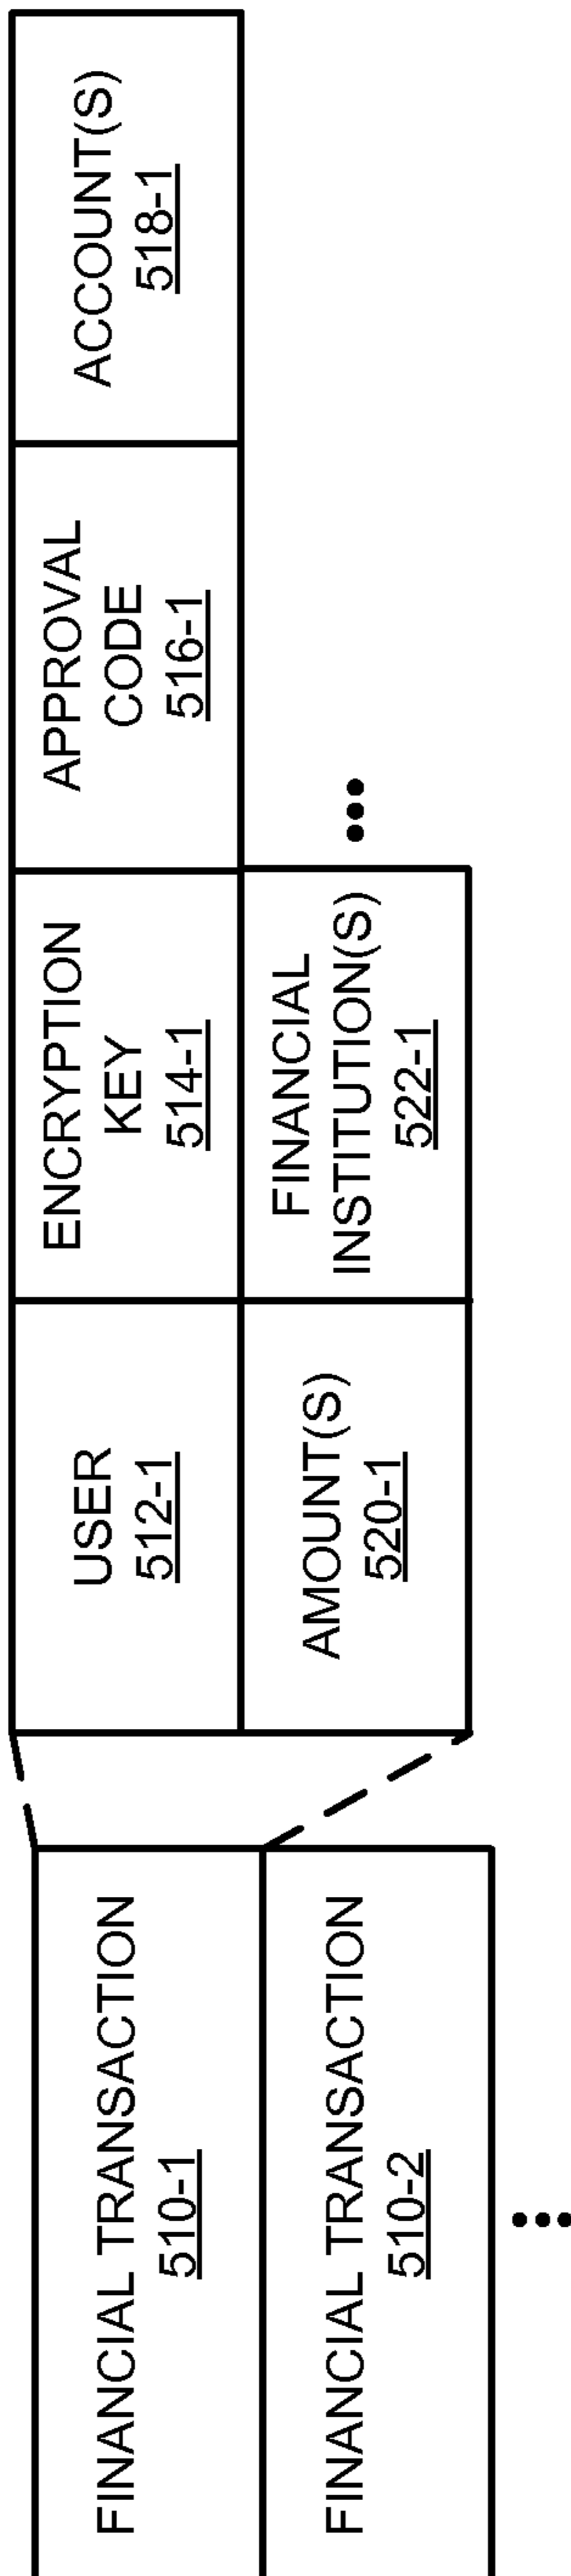 FINANCIAL TRANSACTION
510-1
FINANCIAL TRANSACTION
510-2
USER
512-1
ENCRYPTION
KEY
514-1
APPROVAL
CODE
516-1
ACCOUNT(S)
518-1
AMOUNT(S)
520-1
FINANCIAL
INSTITUTION(S)
522-1